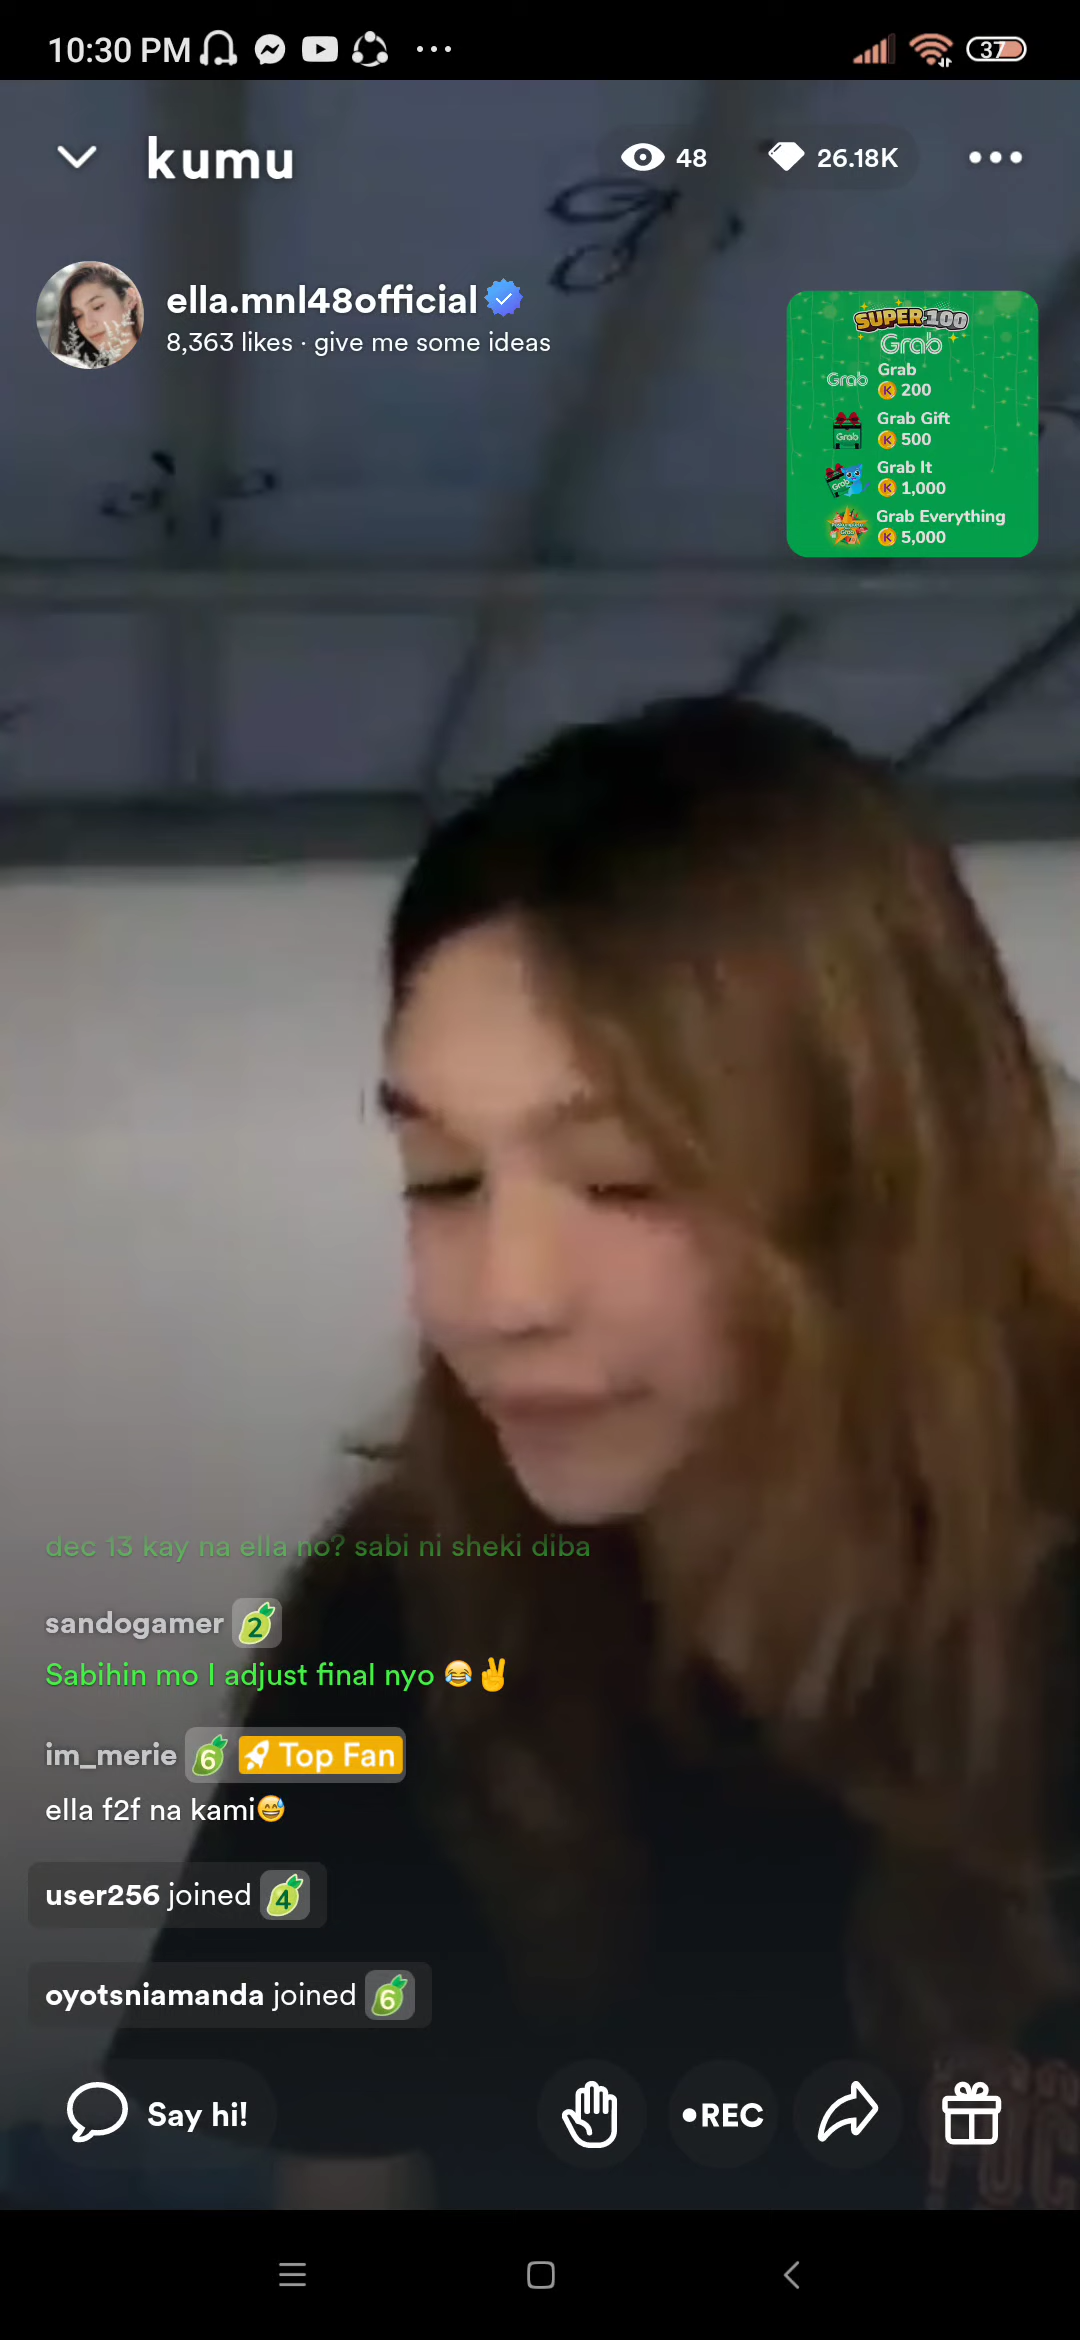 10:30 PM
37
kumu
48
26.18K
ella.mnl48official
8,363 likes · give me some ideas
SUPER 100
Grab
Grab
Grab
K 200
Grab Gift
Grab
K 500
Grab It
Grab
K 1,000
Grab Everything
K 5,000
dec 13 kay na ella no? sabi ni sheki diba
sandogamer 2
Sabihin mo I adjust final nyo 😂✌️
im_merie 6 Top Fan
ella f2f na kami😅
user256 joined 4
oyotsniamanda joined 6
Say hi!
•REC